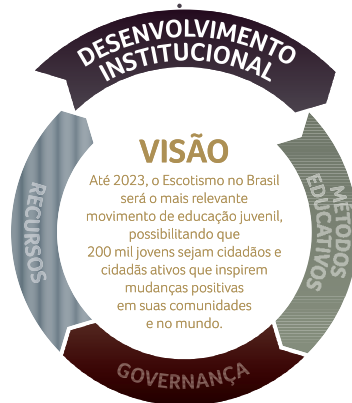 DESENVOLVIMENTO
INSTITUCIONAL
VISÃO
Até 2023, o Escotismo no Brasil
será o mais relevante
movimento de educação juvenil,
possibilitando que
200 mil jovens sejam cidadãos e
cidadãs ativos que inspirem
mudanças positivas
em suas comunidades
e no mundo.
RECURSOS
MÉTODOS
EDUCATIVOS
GOVERNANÇA